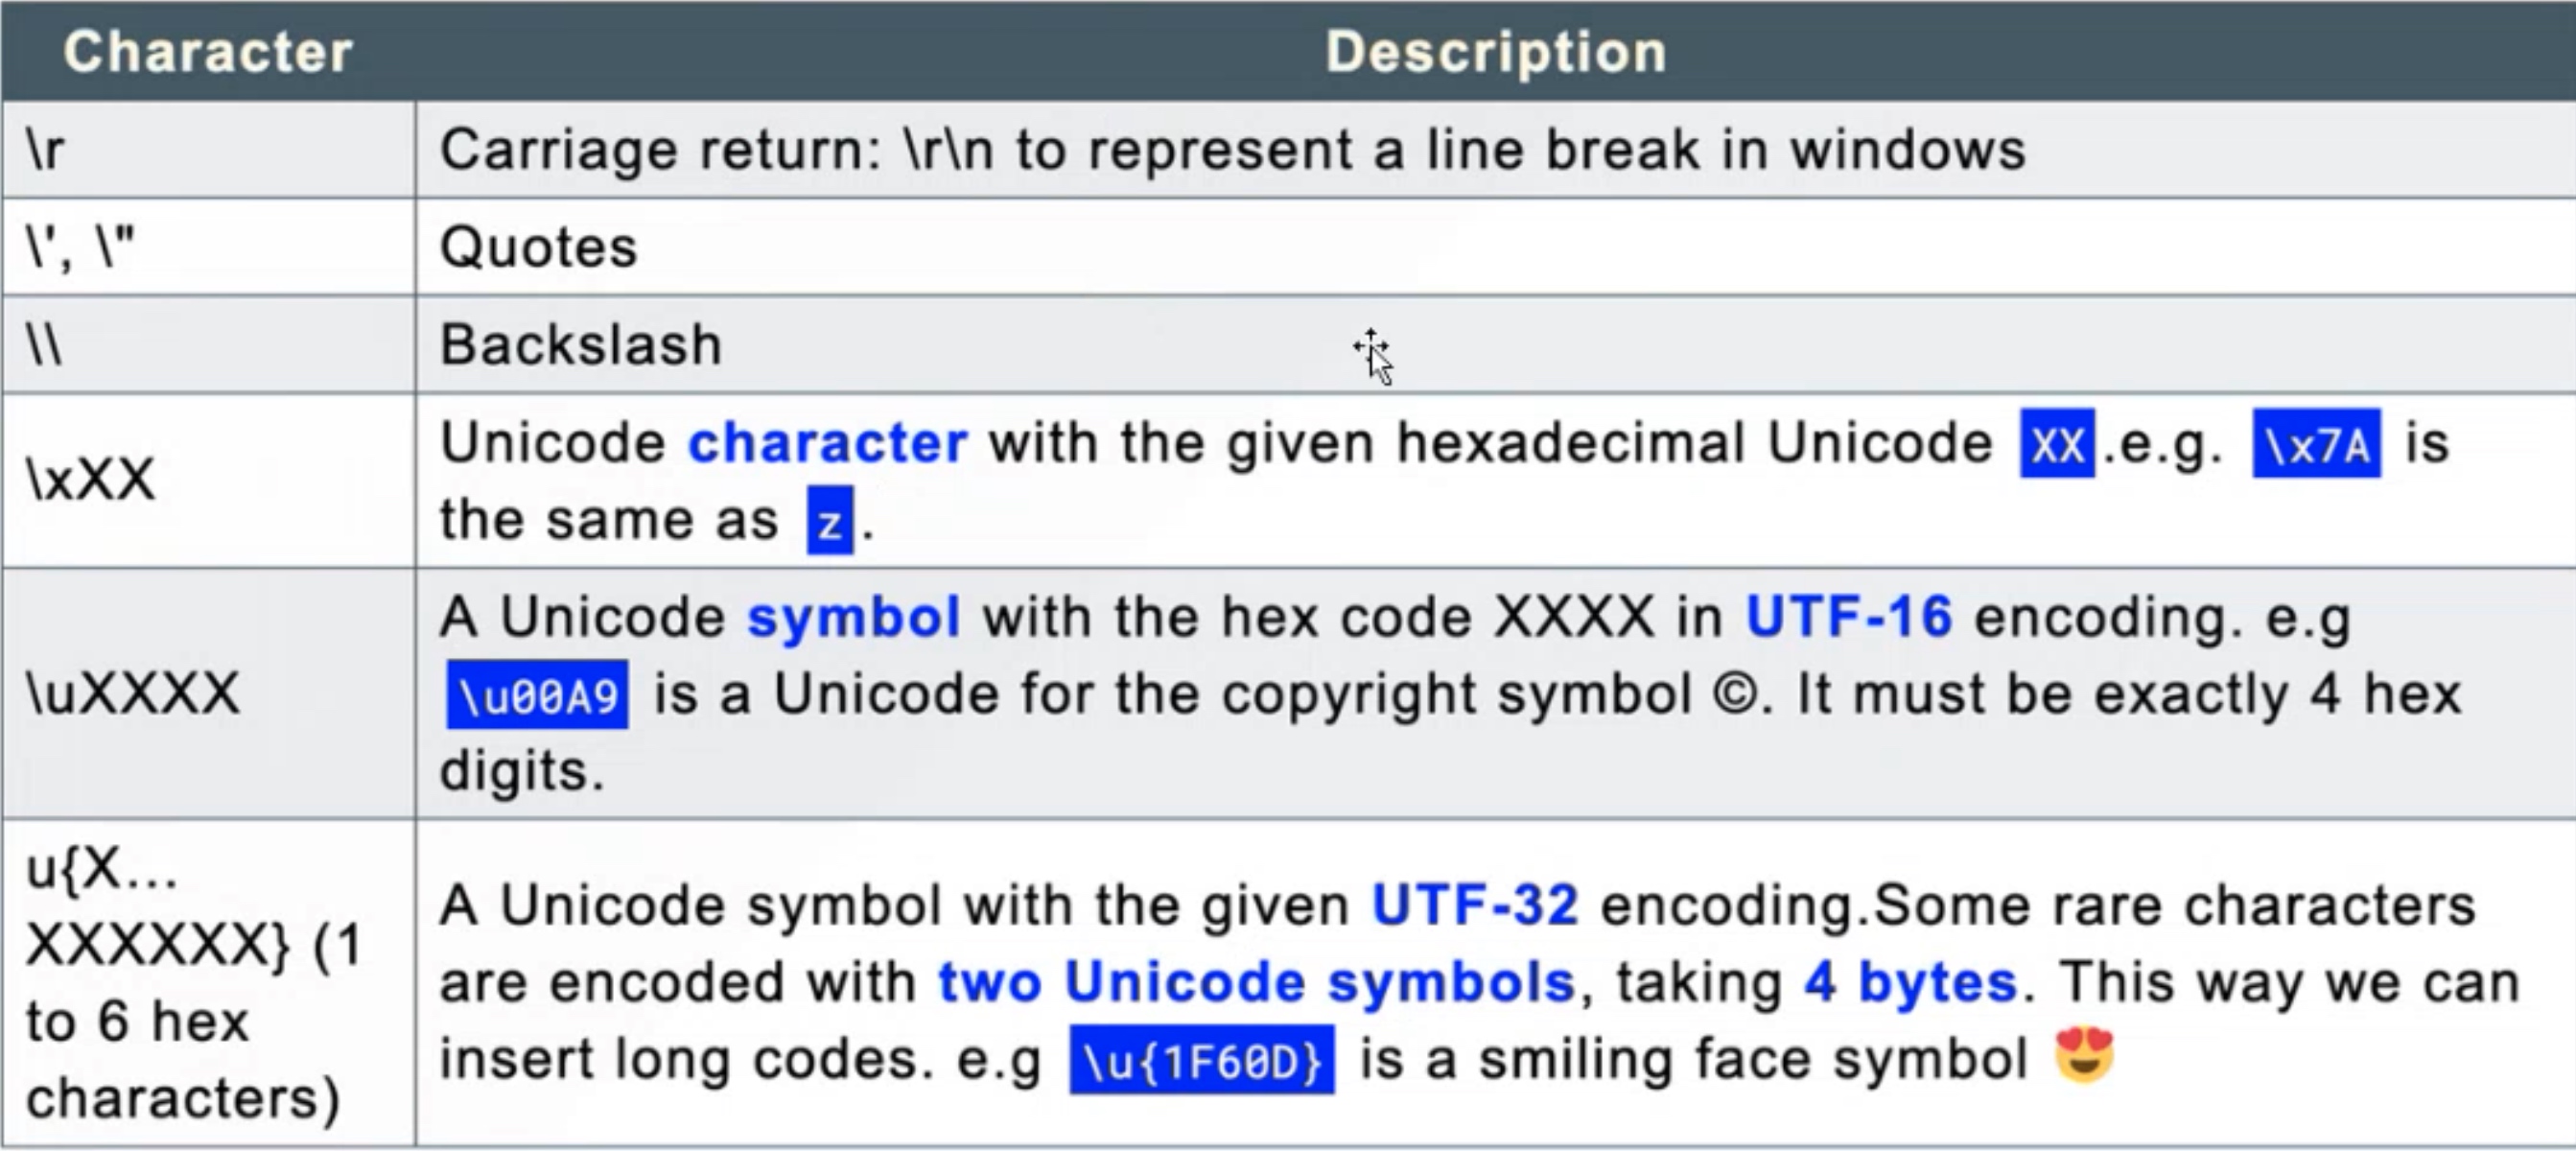 Character Description
\r Carriage return: \r\n to represent a line break in windows
\', \" Quotes
\\ Backslash
\xXX
Unicode character with the given hexadecimal Unicode XX.e.g. \x7A is
the same as z.
\uXXXX
A Unicode symbol with the hex code XXXX in UTF-16 encoding. e.g
\u00A9 is a Unicode for the copyright symbol ©. It must be exactly 4 hex
digits.
u{X...
XXXXXX} (1
to 6 hex
characters)
A Unicode symbol with the given UTF-32 encoding.Some rare characters
are encoded with two Unicode symbols, taking 4 bytes. This way we can
insert long codes. e.g \u{1F60D} is a smiling face symbol 😍